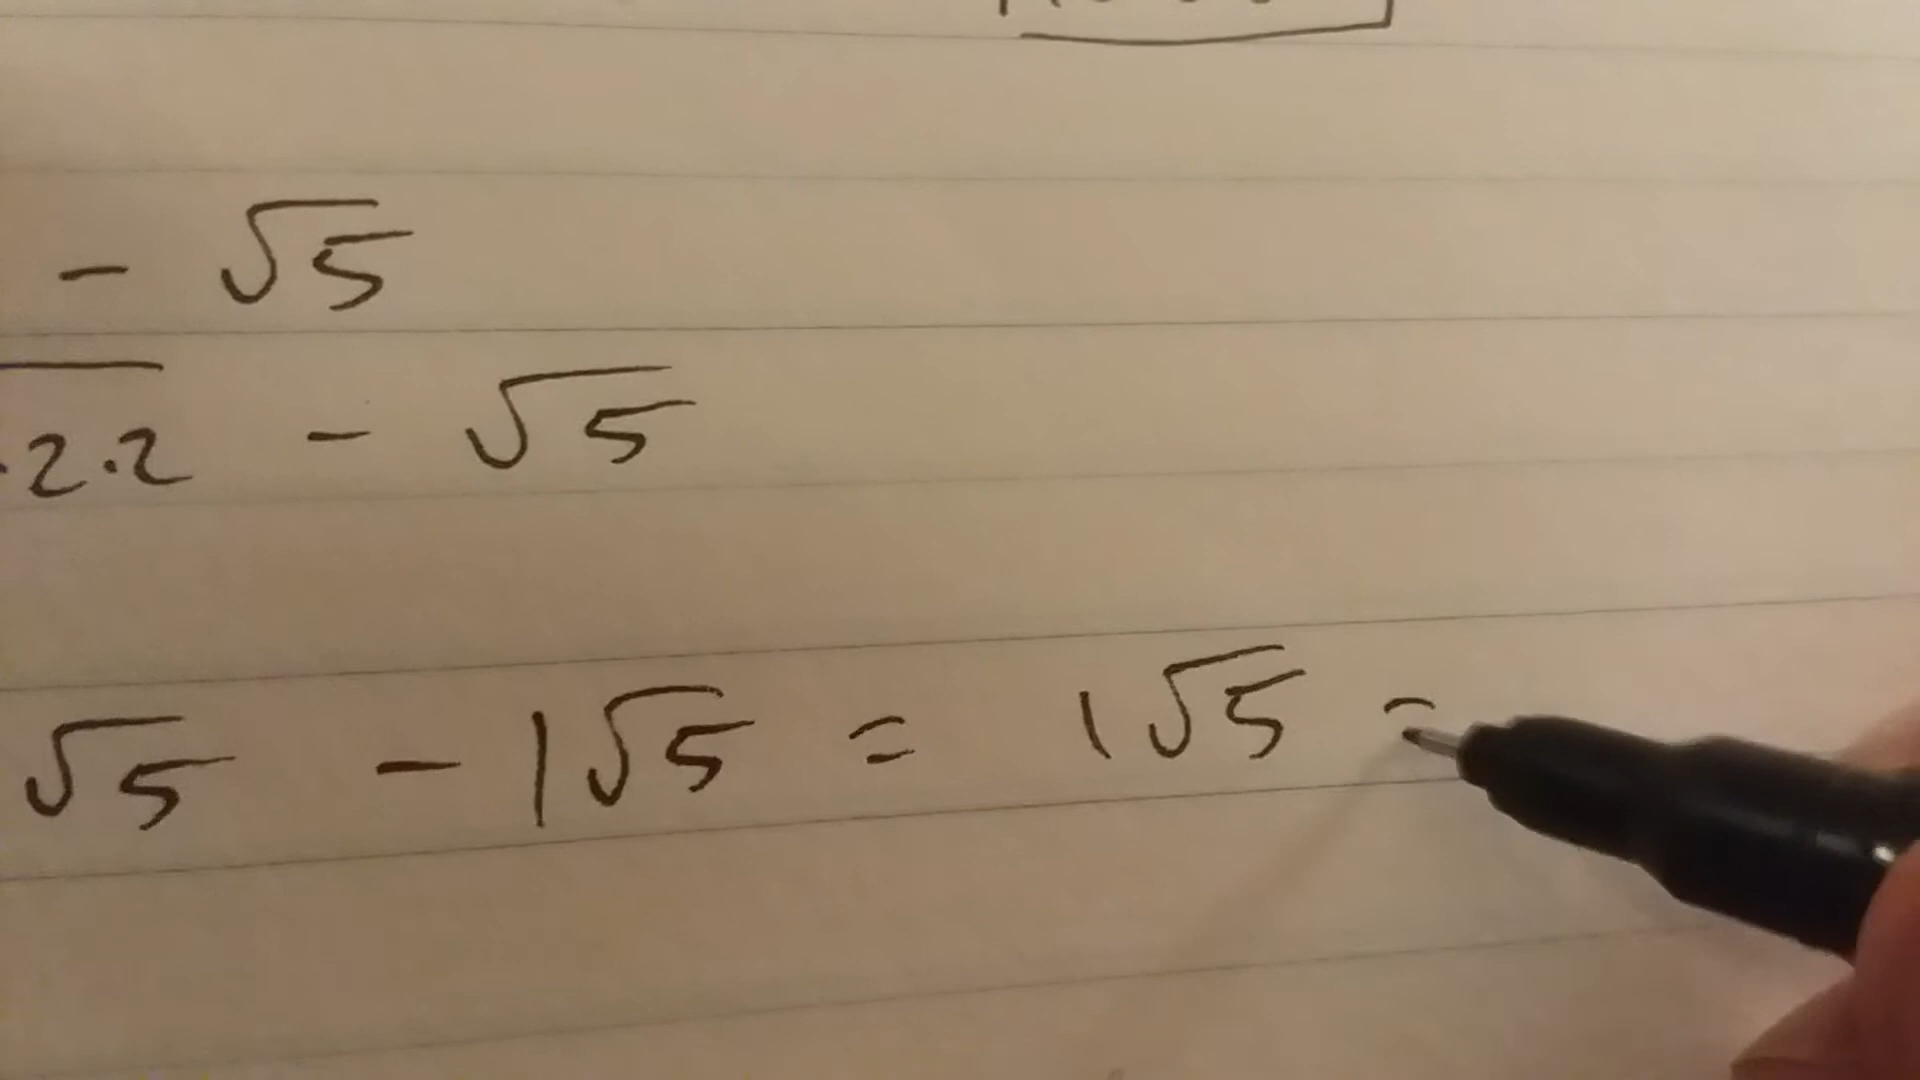 - √5
.2.2 - √5
√5 - 1√5 = 1√5 =